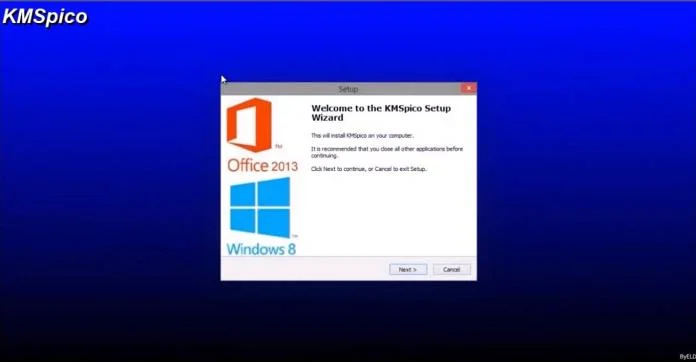 KMSpico
Setup
Welcome to the KMSpico Setup
Wizard
This will install KMSpico on your computer.
It is recommended that you close all other applications before
continuing.
Click Next to continue, or Cancel to exit Setup.
Office 2013
TM
Windows 8
TM
Next >
Cancel